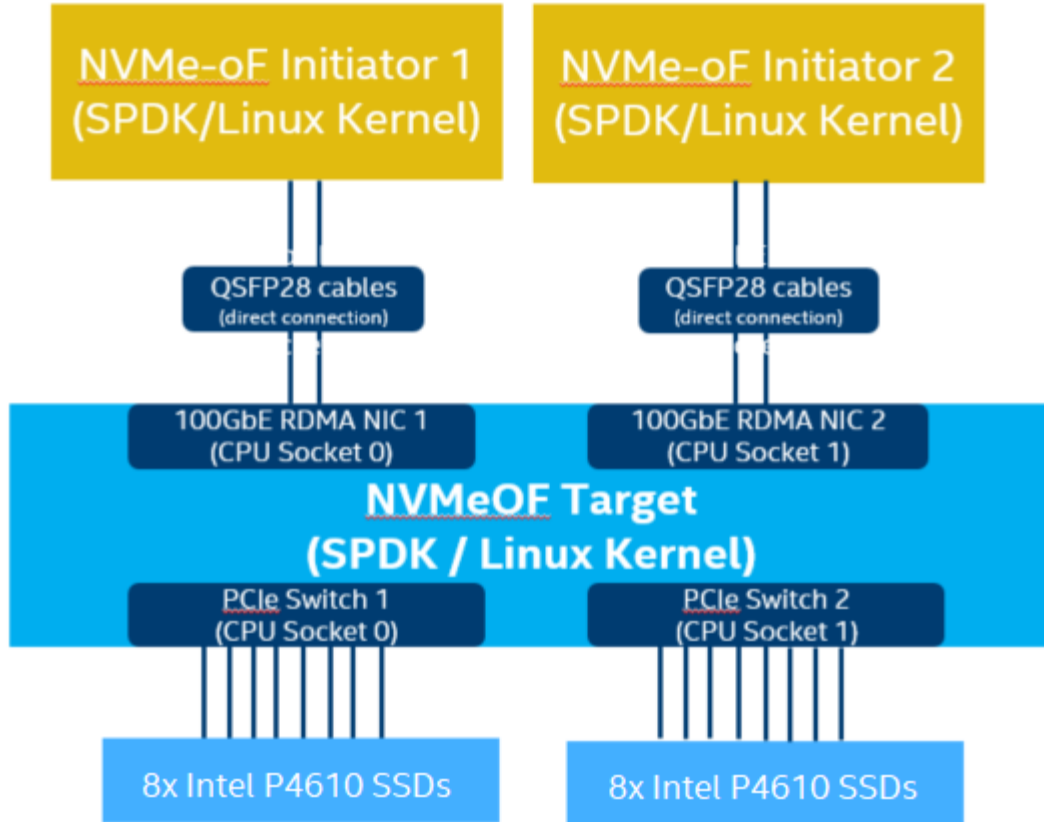 NVMe-oF Initiator 1
(SPDK/Linux Kernel)
NVMe-oF Initiator 2
(SPDK/Linux Kernel)
QSFP28 cables
(direct connection)
QSFP28 cables
(direct connection)
100GbE RDMA NIC 1
(CPU Socket 0)
100GbE RDMA NIC 2
(CPU Socket 1)
NVMeOF Target
(SPDK / Linux Kernel)
PCIe Switch 1
(CPU Socket 0)
PCIe Switch 2
(CPU Socket 1)
8x Intel P4610 SSDs
8x Intel P4610 SSDs